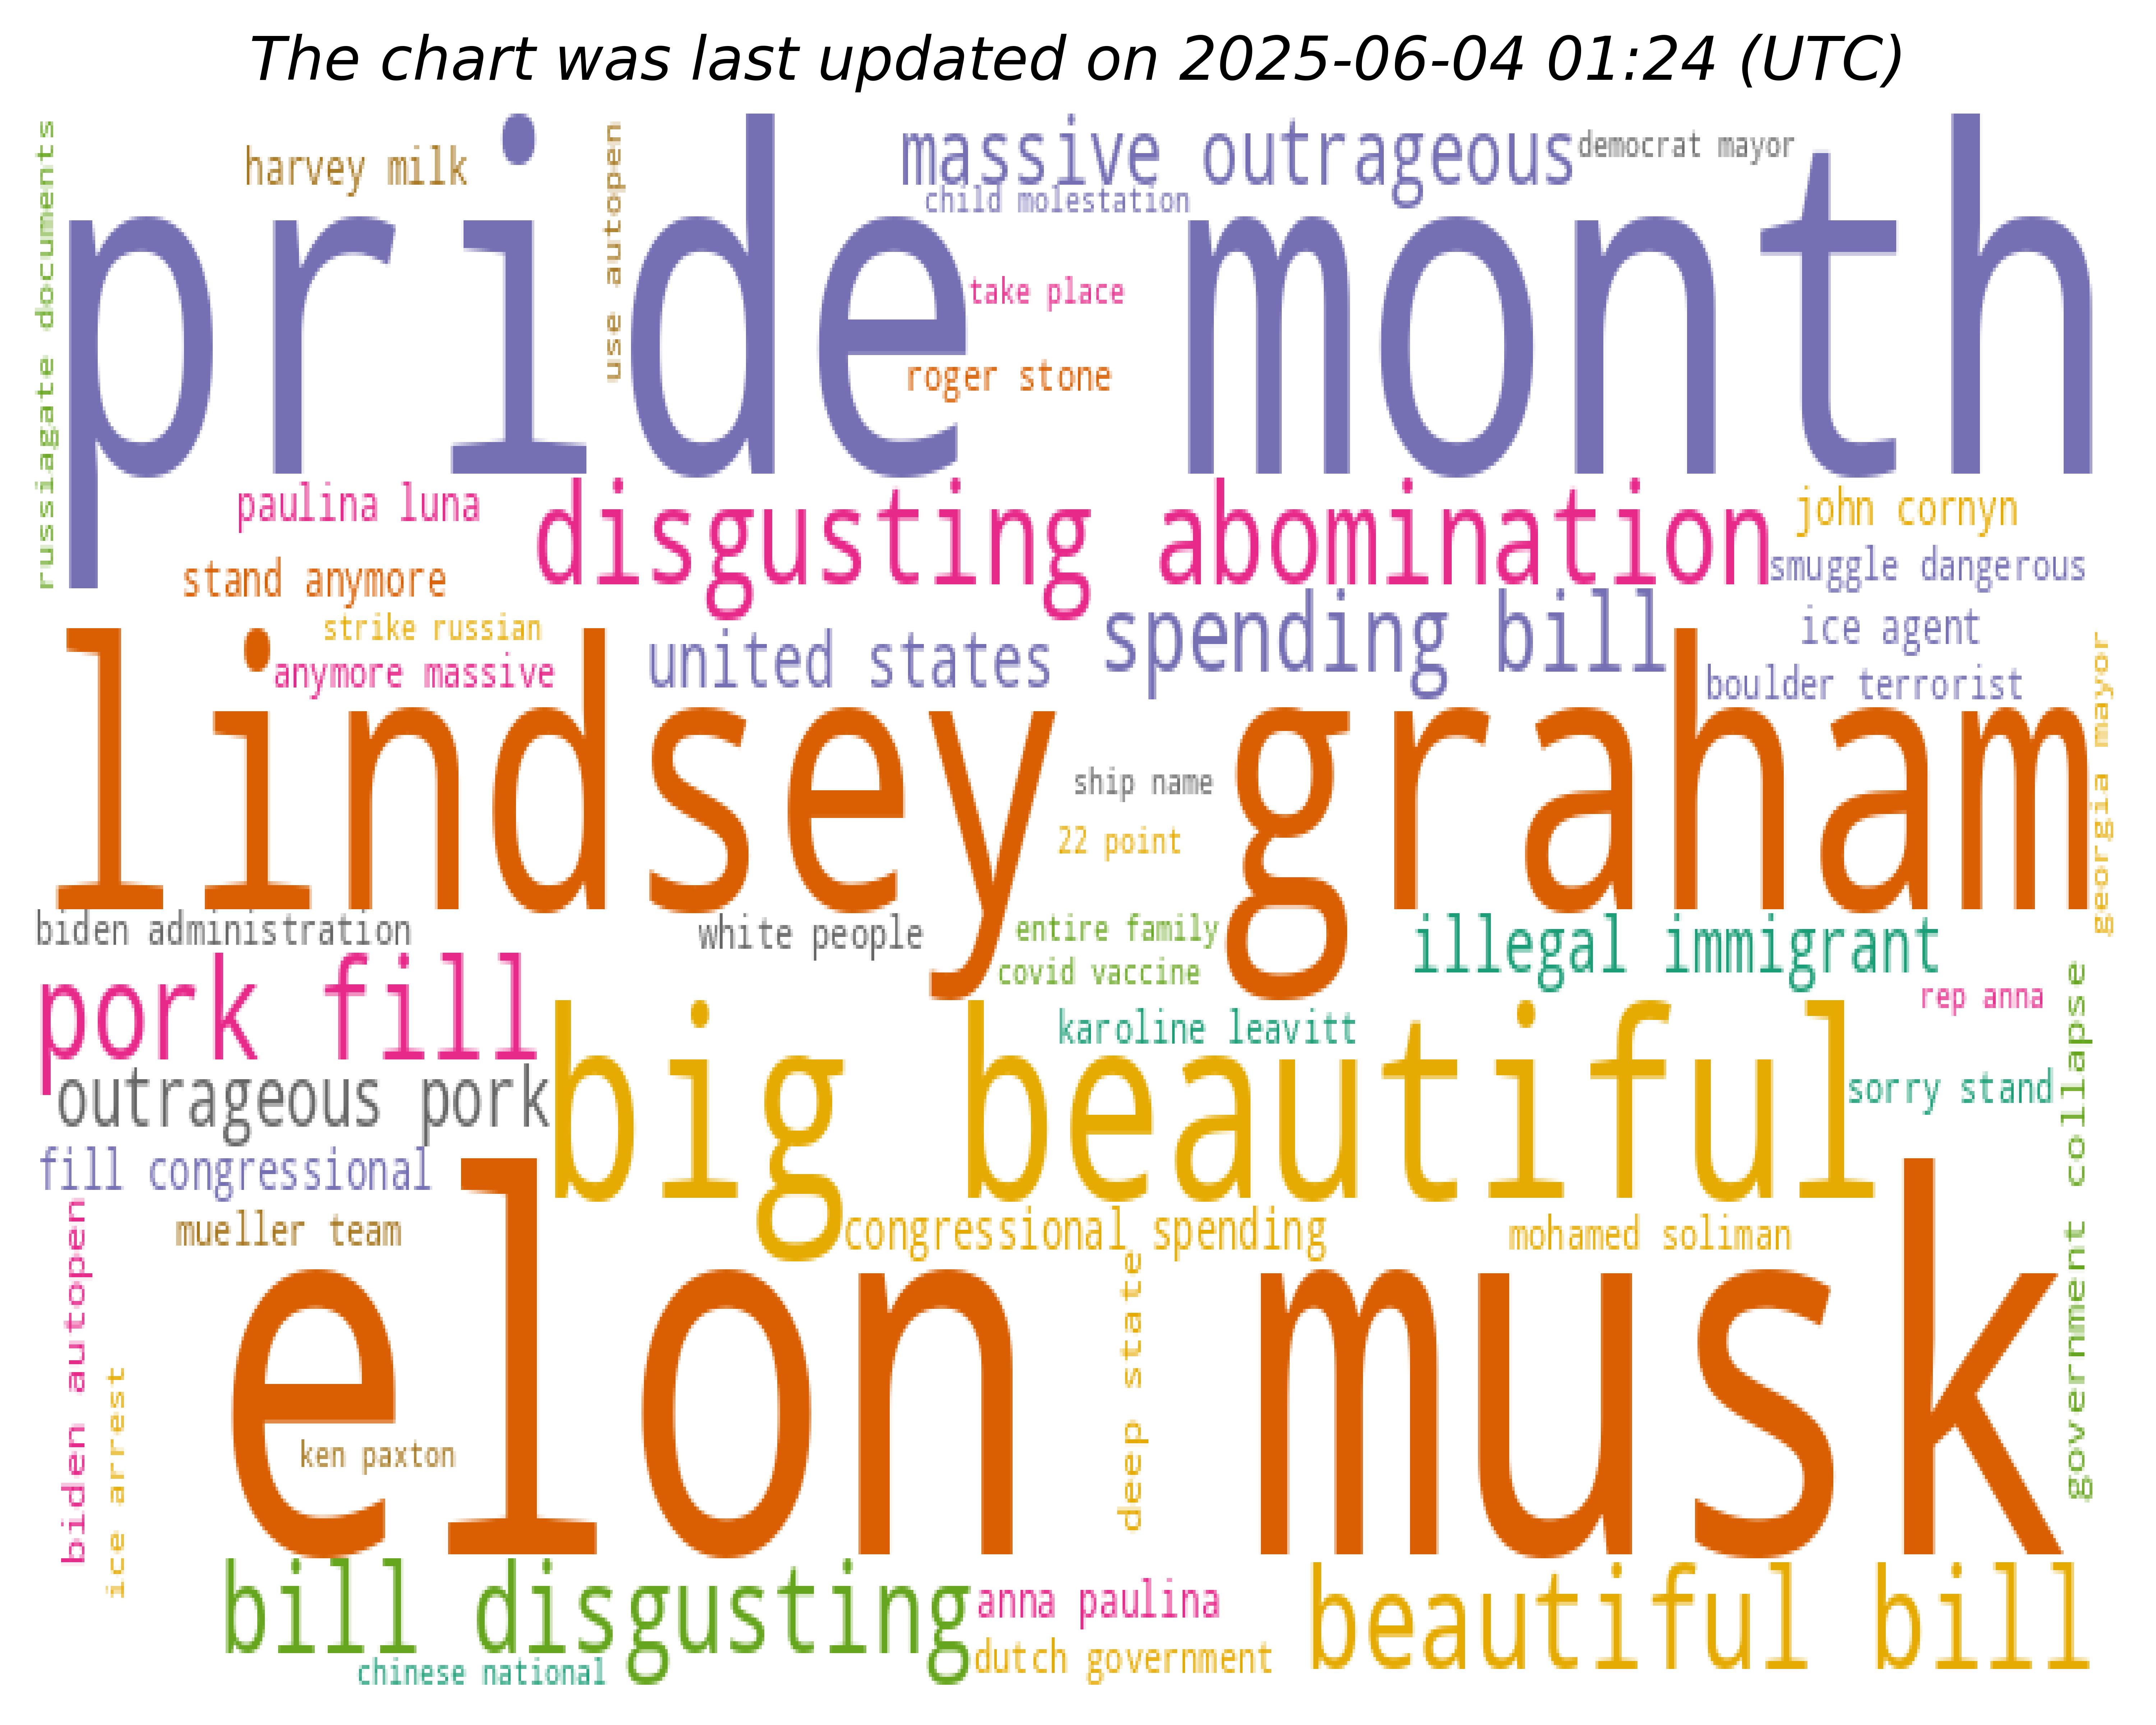 The chart was last updated on 2025-06-04 01:24 (UTC)
russiagate documents
harvey milk
use autopen
massive outrageous
democrat mayor
child molestation
pride month
take place
roger stone
paulina luna
disgusting abomination
john cornyn
smuggle dangerous
stand anymore
strike russian
anymore massive
united states
spending bill
ice agent
boulder terrorist
georgia mayor
lindsey graham
ship name
22 point
biden administration
white people
entire family
covid vaccine
illegal immigrant
rep anna
pork fill
karoline leavitt
big beautiful
outrageous pork
sorry stand
government collapse
fill congressional
mueller team
congressional spending
mohamed soliman
biden autopen
ice arrest
elon musk
ken paxton
deep state
bill disgusting
anna paulina
beautiful bill
dutch government
chinese national